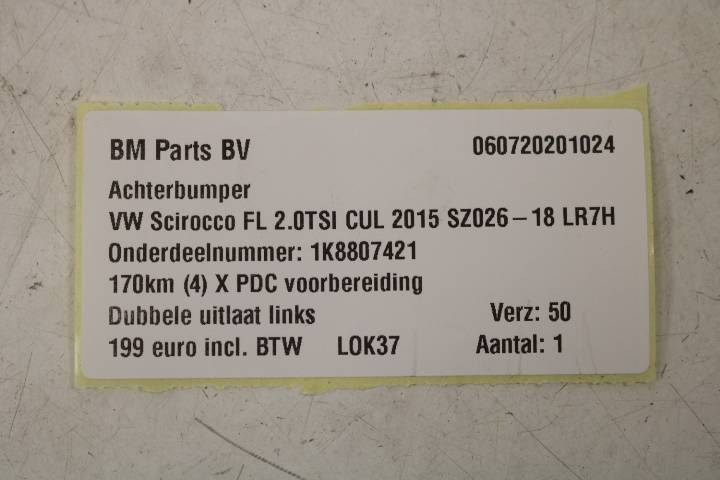 BM Parts BV 060720201024
Achterbumper
VW Scirocco FL 2.0TSI CUL 2015 SZ026-18 LR7H
Onderdeelnummer: 1K8807421
170km (4) X PDC voorbereiding
Dubbele uitlaat links Verz: 50
199 euro incl. BTW LOK37 Aantal: 1